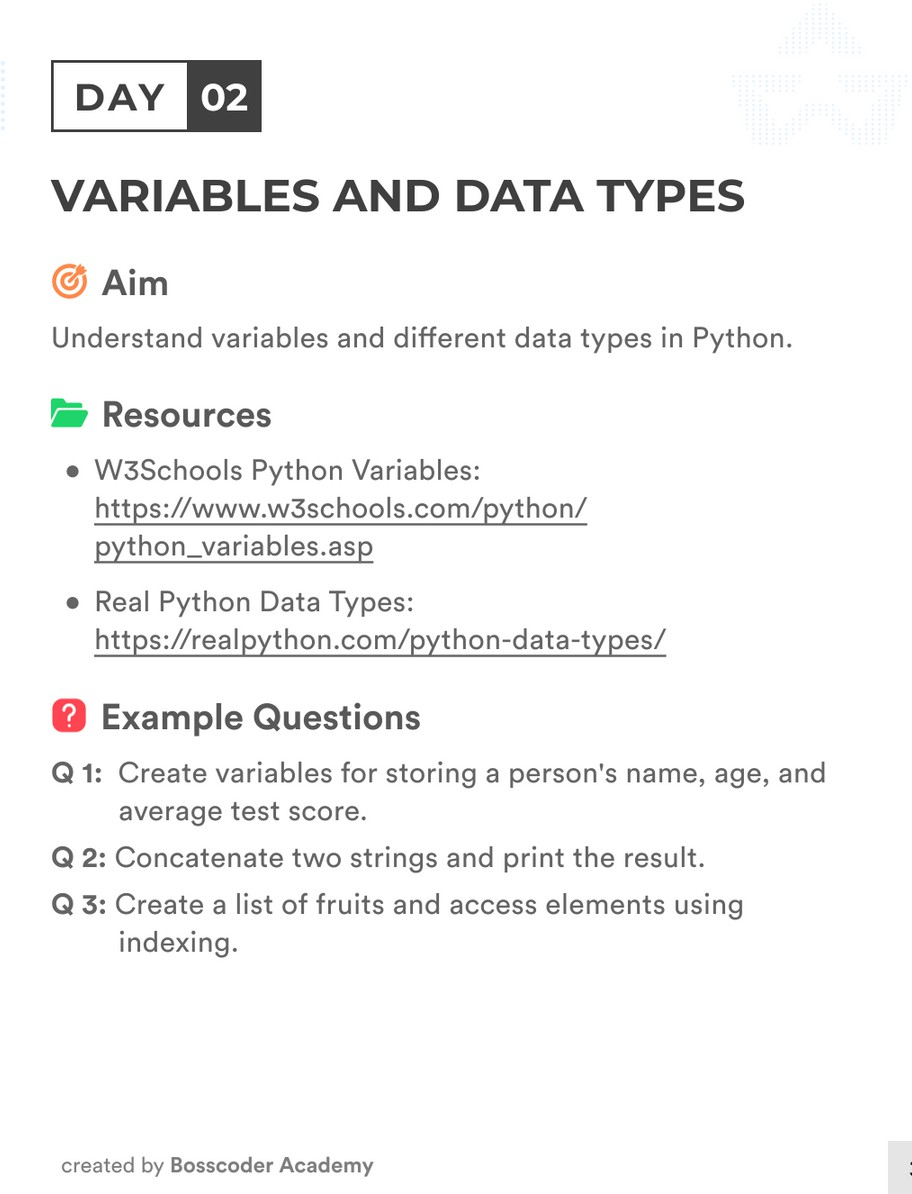 DAY 02
VARIABLES AND DATA TYPES
Aim
Understand variables and different data types in Python.
Resources
• W3Schools Python Variables:
https://www.w3schools.com/python/
python_variables.asp
• Real Python Data Types:
https://realpython.com/python-data-types/
? Example Questions
Q 1: Create variables for storing a person's name, age, and
average test score.
Q 2: Concatenate two strings and print the result.
Q 3: Create a list of fruits and access elements using
indexing.
created by Bosscoder Academy